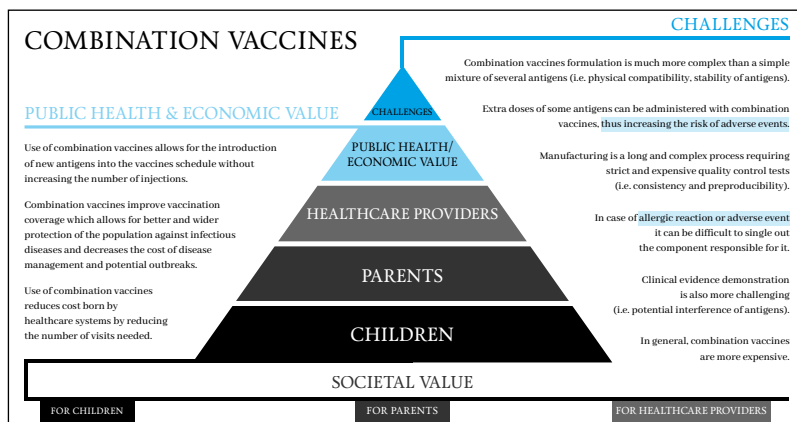 COMBINATION VACCINES
CHALLENGES
Combination vaccines formulation is much more complex than a simple
mixture of several antigens (i.e. physical compatibility, stability of antigens).
Extra doses of some antigens can be administered with combination
vaccines, thus increasing the risk of adverse events.
Manufacturing is a long and complex process requiring
strict and expensive quality control tests
(i.e. consistency and preproducibility).
In case of allergic reaction or adverse event
it can be difficult to single out
the component responsible for it.
Clinical evidence demonstration
is also more challenging
(i.e. potential interference of antigens).
In general, combination vaccines
are more expensive.
PUBLIC HEALTH & ECONOMIC VALUE
Use of combination vaccines allows for the introduction
of new antigens into the vaccines schedule without
increasing the number of injections.
Combination vaccines improve vaccination
coverage which allows for better and wider
protection of the population against infectious
diseases and decreases the cost of disease
management and potential outbreaks.
Use of combination vaccines
reduces cost born by
healthcare systems by reducing
the number of visits needed.
CHALLENGES
PUBLIC HEALTH/
ECONOMIC VALUE
HEALTHCARE PROVIDERS
PARENTS
CHILDREN
SOCIETAL VALUE
FOR CHILDREN
FOR PARENTS
FOR HEALTHCARE PROVIDERS